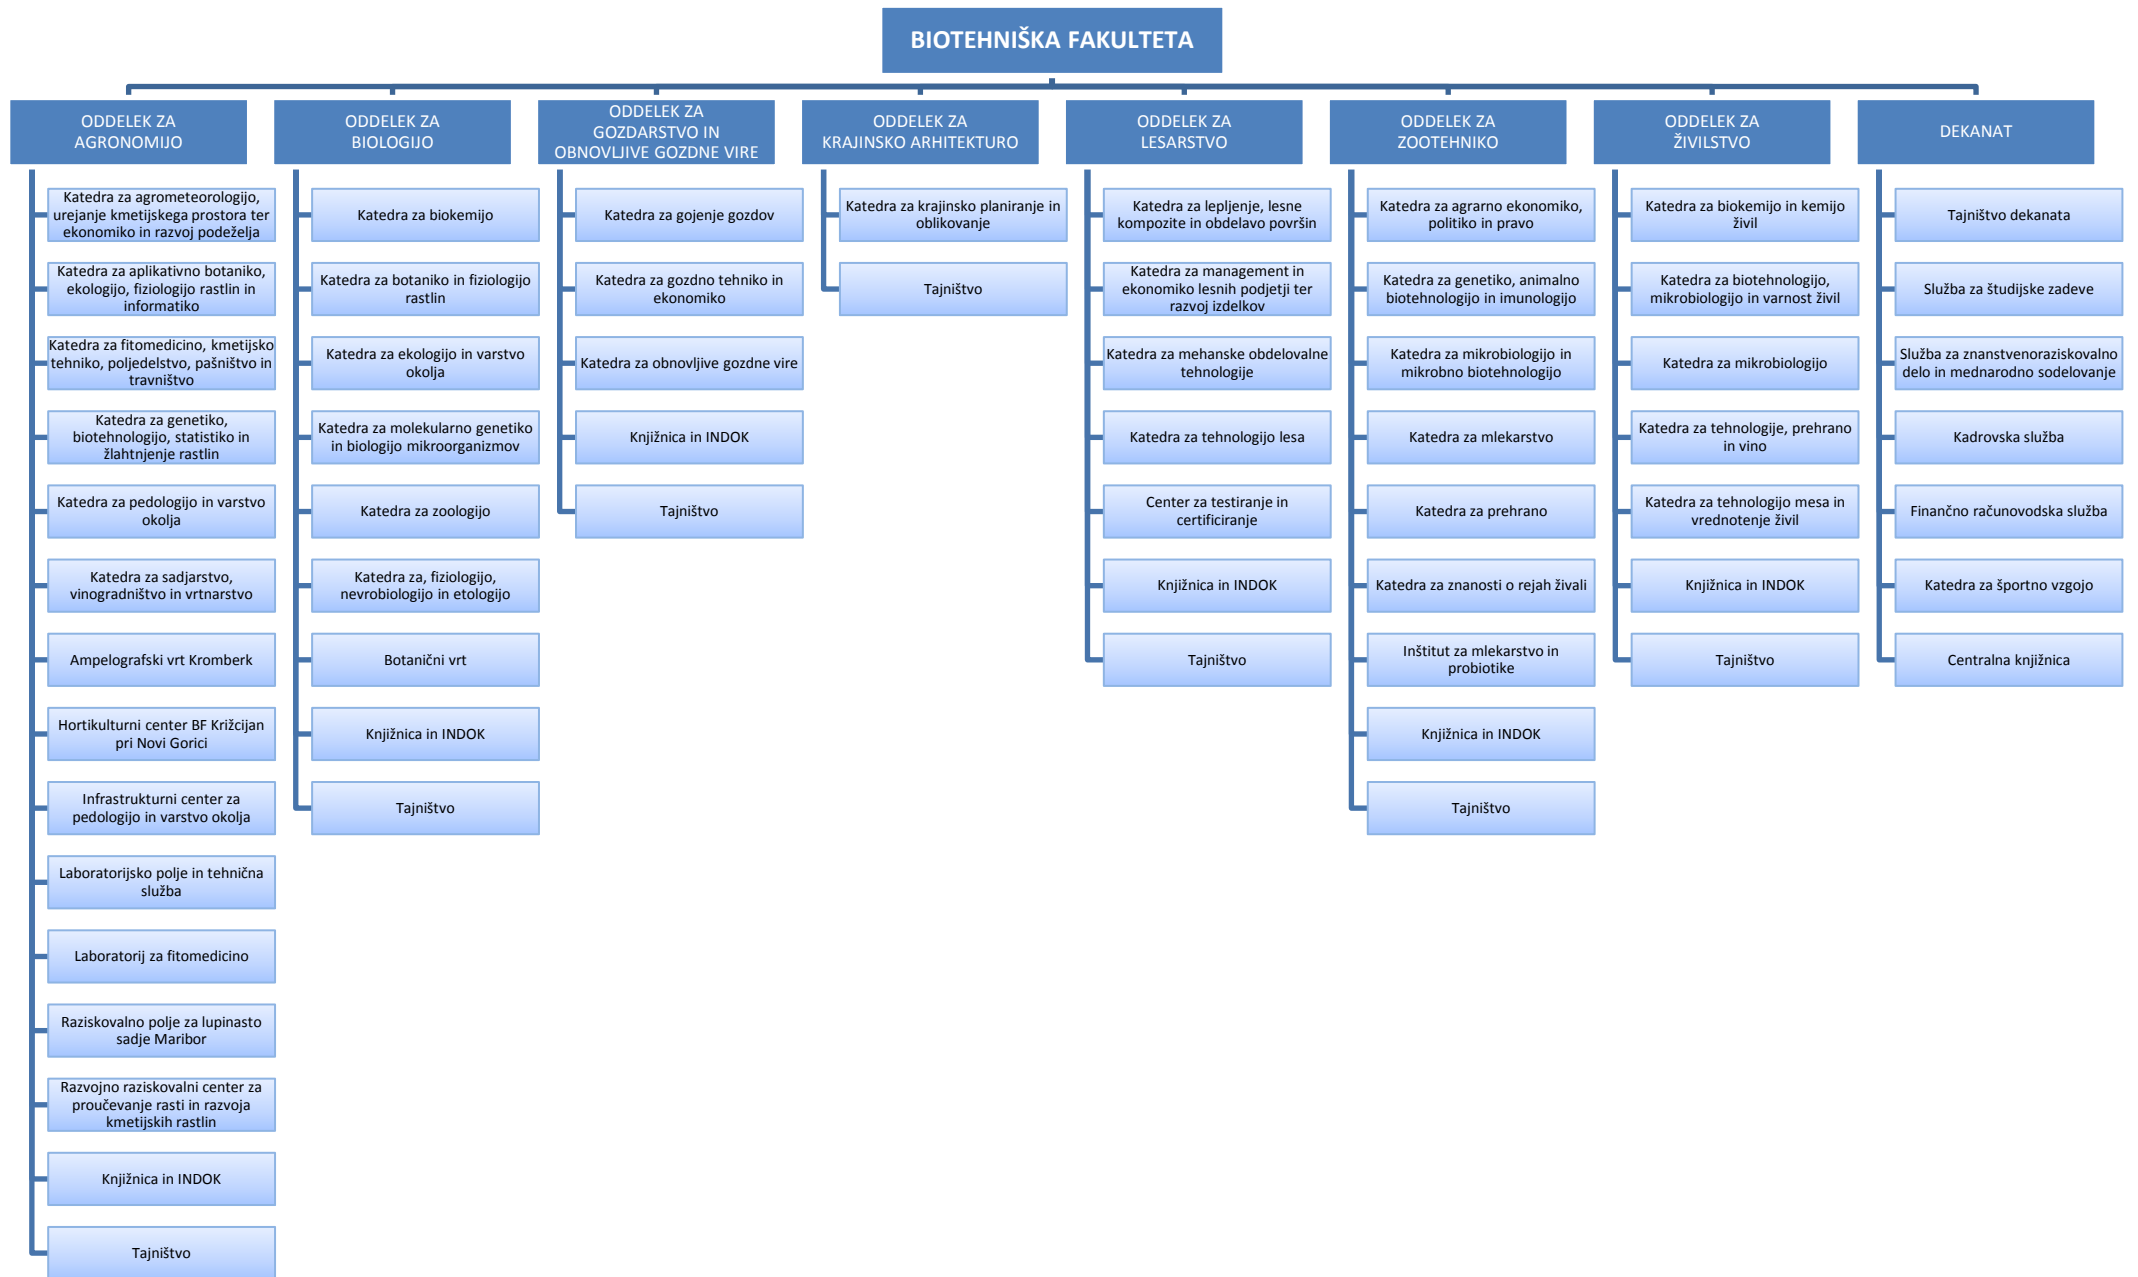 BIOTEHNIŠKA FAKULTETA
ODDELEK ZA
AGRONOMIJO
Katedra za agrometeorologijo,
urejanje kmetijskega prostora ter
ekonomiko in razvoj podeželja
Katedra za aplikativno botaniko,
ekologijo, fiziologijo rastlin in
informatiko
Katedra za fitomedicino, kmetijsko
tehniko, poljedelstvo, pašništvo in
travništvo
Katedra za genetiko,
biotehnologijo, statistiko in
žlahtnjenje rastlin
Katedra za pedologijo in varstvo
okolja
Katedra za sadjarstvo,
vinogradništvo in vrtnarstvo
Ampelografski vrt Kromberk
Hortikulturni center BF Križcijan
pri Novi Gorici
Infrastrukturni center za
pedologijo in varstvo okolja
Laboratorijsko polje in tehnična
služba
Laboratorij za fitomedicino
Raziskovalno polje za lupinasto
sadje Maribor
Razvojno raziskovalni center za
proučevanje rasti in razvoja
kmetijskih rastlin
Knjižnica in INDOK
Tajništvo
ODDELEK ZA
BIOLOGIJO
Katedra za biokemijo
Katedra za botaniko in fiziologijo
rastlin
Katedra za ekologijo in varstvo
okolja
Katedra za molekularno genetiko
in biologijo mikroorganizmov
Katedra za zoologijo
Katedra za, fiziologijo,
nevrobiologijo in etologijo
Botanični vrt
Knjižnica in INDOK
Tajništvo
ODDELEK ZA
GOZDARSTVO IN
OBNOVLJIVE GOZDNE VIRE
Katedra za gojenje gozdov
Katedra za gozdno tehniko in
ekonomiko
Katedra za obnovljive gozdne vire
Knjižnica in INDOK
Tajništvo
ODDELEK ZA
KRAJINSKO ARHITEKTURO
Katedra za krajinsko planiranje in
oblikovanje
Tajništvo
ODDELEK ZA
LESARSTVO
Katedra za lepljenje, lesne
kompozite in obdelavo površin
Katedra za management in
ekonomiko lesnih podjetji ter
razvoj izdelkov
Katedra za mehanske obdelovalne
tehnologije
Katedra za tehnologijo lesa
Center za testiranje in
certificiranje
Knjižnica in INDOK
Tajništvo
ODDELEK ZA
ZOOTEHNIKO
Katedra za agrarno ekonomiko,
politiko in pravo
Katedra za genetiko, animalno
biotehnologijo in imunologijo
Katedra za mikrobiologijo in
mikrobno biotehnologijo
Katedra za mlekarstvo
Katedra za prehrano
Katedra za znanosti o rejah živali
Inštitut za mlekarstvo in
probiotike
Knjižnica in INDOK
Tajništvo
ODDELEK ZA
ŽIVILSTVO
Katedra za biokemijo in kemijo
živil
Katedra za biotehnologijo,
mikrobiologijo in varnost živil
Katedra za mikrobiologijo
Katedra za tehnologije, prehrano
in vino
Katedra za tehnologijo mesa in
vrednotenje živil
Knjižnica in INDOK
Tajništvo
DEKANAT
Tajništvo dekanata
Služba za študijske zadeve
Služba za znanstvenoraziskovalno
delo in mednarodno sodelovanje
Kadrovska služba
Finančno računovodska služba
Katedra za športno vzgojo
Centralna knjižnica